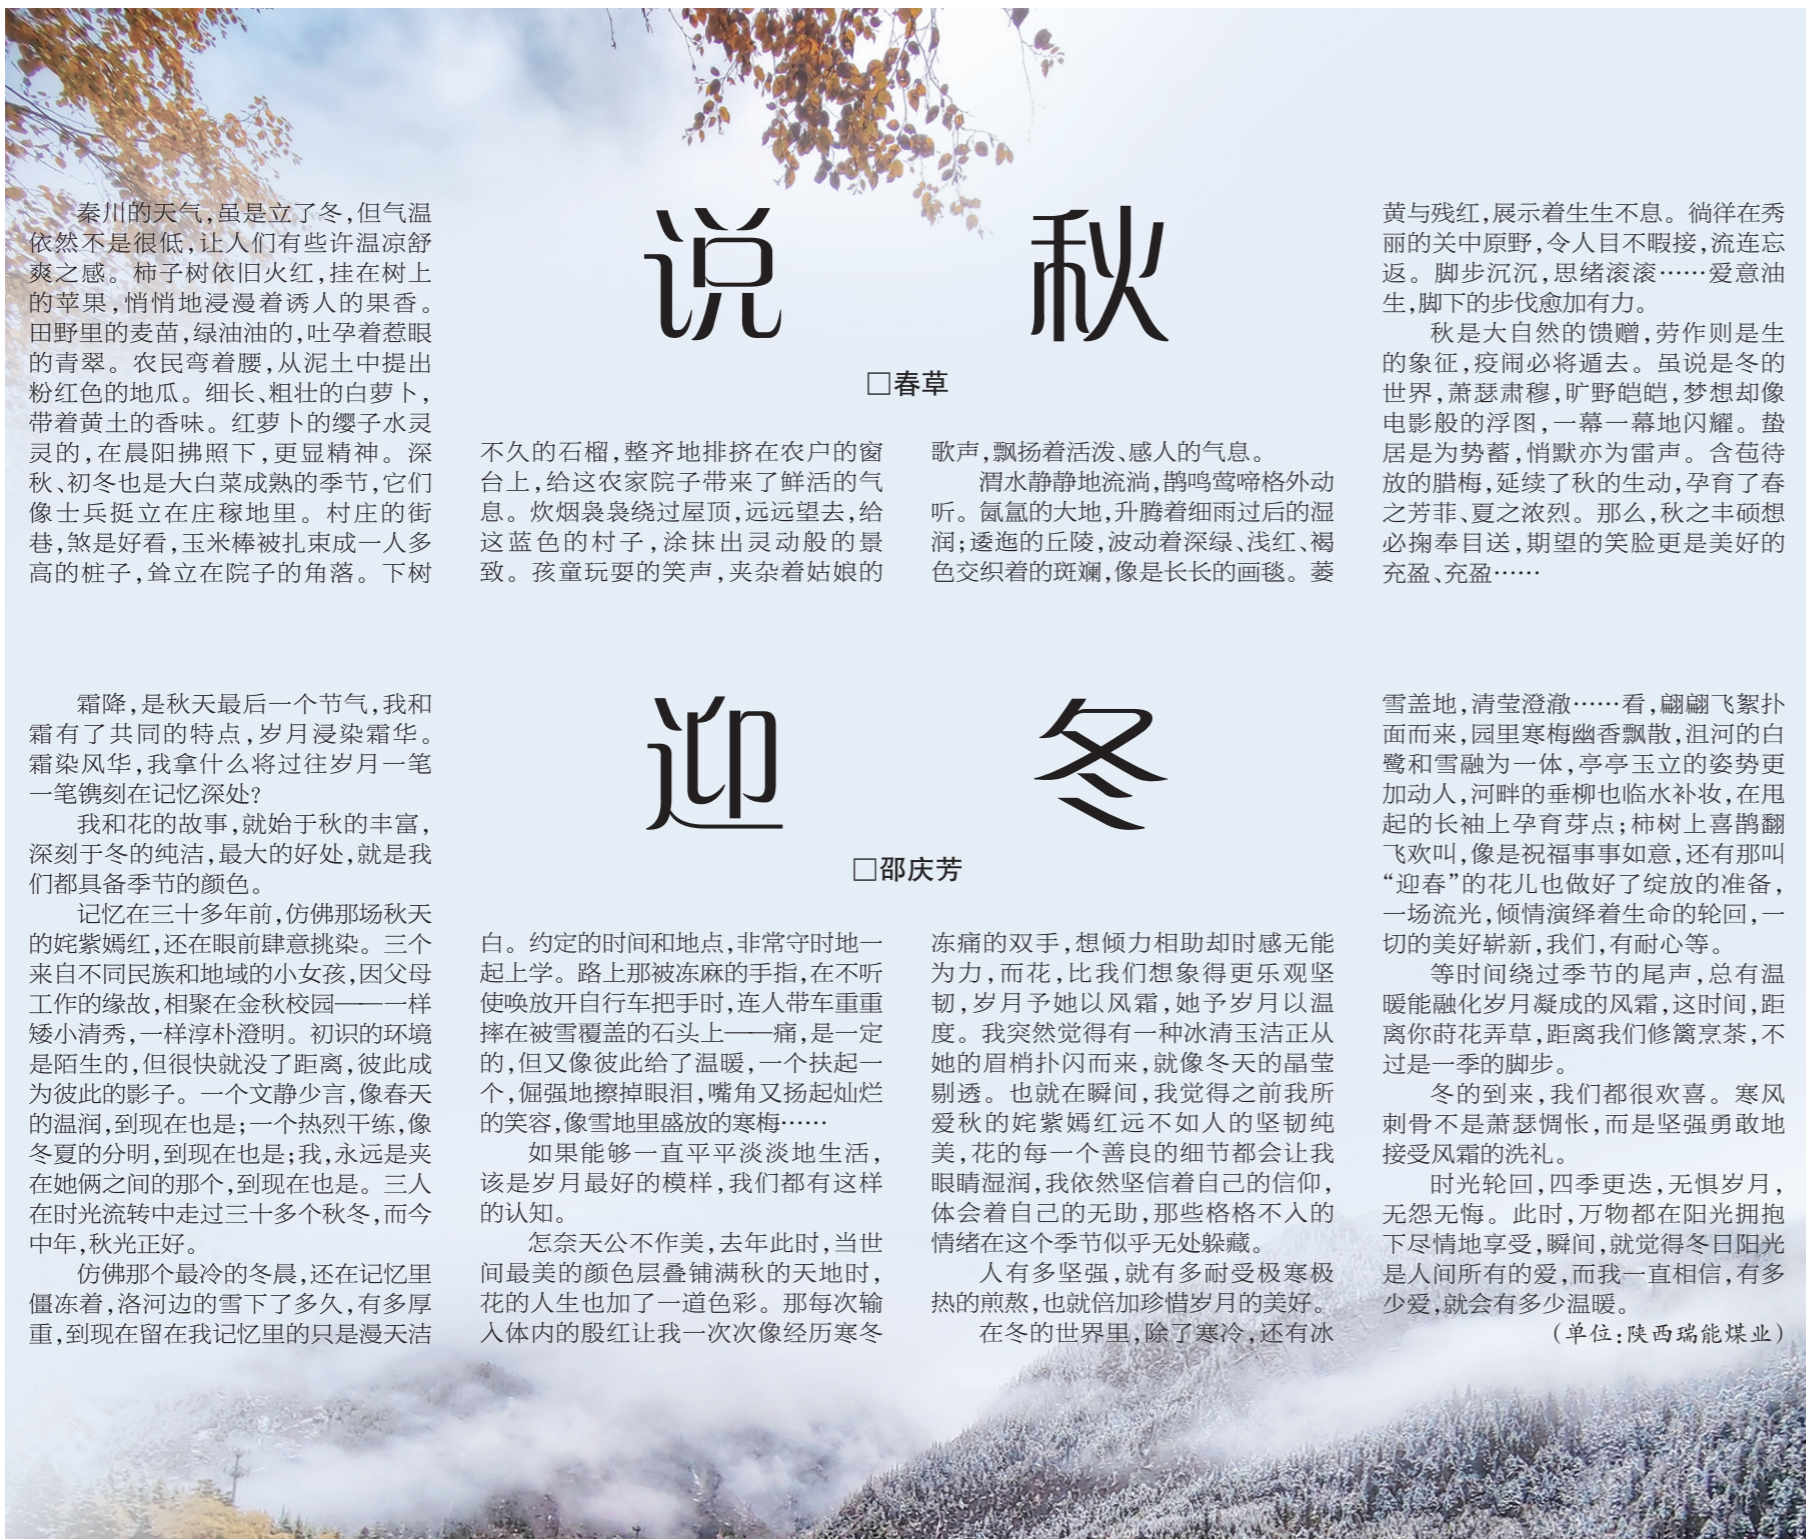 说秋
□春草
秦川的天气,虽是立了冬,但气温
依然不是很低,让人们有些许温凉舒
爽之感。柿子树依旧火红,挂在树上
的苹果,悄悄地浸漫着诱人的果香。
田野里的麦苗,绿油油的,吐孕着惹眼
的青翠。农民弯着腰,从泥土中提出
粉红色的地瓜。细长、粗壮的白萝卜,
带着黄土的香味。红萝卜的缨子水灵
灵的,在晨阳拂照下,更显精神。深
秋、初冬也是大白菜成熟的季节,它们
像士兵挺立在庄稼地里。村庄的街
巷,煞是好看,玉米棒被扎束成一人多
高的桩子,耸立在院子的角落。下树
不久的石榴,整齐地排挤在农户的窗
台上,给这农家院子带来了鲜活的气
息。炊烟袅袅绕过屋顶,远远望去,给
这蓝色的村子,涂抹出灵动般的景
致。孩童玩耍的笑声,夹杂着姑娘的
歌声,飘扬着活泼、感人的气息。
渭水静静地流淌,鹊鸣莺啼格外动
听。氤氲的大地,升腾着细雨过后的湿
润;逶迤的丘陵,波动着深绿、浅红、褐
色交织着的斑斓,像是长长的画毯。萎
黄与残红,展示着生生不息。徜徉在秀
丽的关中原野,令人目不暇接,流连忘
返。脚步沉沉,思绪滚滚……爱意油
生,脚下的步伐愈加有力。
秋是大自然的馈赠,劳作则是生
的象征,疫闹必将遁去。虽说是冬的
世界,萧瑟肃穆,旷野皑皑,梦想却像
电影般的浮图,一幕一幕地闪耀。蛰
居是为势蓄,悄默亦为雷声。含苞待
放的腊梅,延续了秋的生动,孕育了春
之芳菲、夏之浓烈。那么,秋之丰硕想
必掬奉目送,期望的笑脸更是美好的
充盈、充盈……
迎冬
□邵庆芳
霜降,是秋天最后一个节气,我和
霜有了共同的特点,岁月浸染霜华。
霜染风华,我拿什么将过往岁月一笔
一笔镌刻在记忆深处?
我和花的故事,就始于秋的丰富,
深刻于冬的纯洁,最大的好处,就是我
们都具备季节的颜色。
记忆在三十多年前,仿佛那场秋天
的姹紫嫣红,还在眼前肆意挑染。三个
来自不同民族和地域的小女孩,因父母
工作的缘故,相聚在金秋校园——一样
矮小清秀,一样淳朴澄明。初识的环境
是陌生的,但很快就没了距离,彼此成
为彼此的影子。一个文静少言,像春天
的温润,到现在也是;一个热烈干练,像
冬夏的分明,到现在也是;我,永远是夹
在她俩之间的那个,到现在也是。三人
在时光流转中走过三十多个秋冬,而今
中年,秋光正好。
仿佛那个最冷的冬晨,还在记忆里
僵冻着,洛河边的雪下了多久,有多厚
重,到现在留在我记忆里的只是漫天洁
白。约定的时间和地点,非常守时地一
起上学。路上那被冻麻的手指,在不听
使唤放开自行车把手时,连人带车重重
摔在被雪覆盖的石头上——痛,是一定
的,但又像彼此给了温暖,一个扶起一
个,倔强地擦掉眼泪,嘴角又扬起灿烂
的笑容,像雪地里盛放的寒梅……
如果能够一直平平淡淡地生活,
该是岁月最好的模样,我们都有这样
的认知。
怎奈天公不作美,去年此时,当世
间最美的颜色层叠铺满秋的天地时,
花的人生也加了一道色彩。那每次输
入体内的殷红让我一次次像经历寒冬
冻痛的双手,想倾力相助却时感无能
为力,而花,比我们想象得更乐观坚
韧,岁月予她以风霜,她予岁月以温
度。我突然觉得有一种冰清玉洁正从
她的眉梢扑闪而来,就像冬天的晶莹
剔透。也就在瞬间,我觉得之前我所
爱秋的姹紫嫣红远不如人的坚韧纯
美,花的每一个善良的细节都会让我
眼睛湿润,我依然坚信着自己的信仰,
体会着自己的无助,那些格格不入的
情绪在这个季节似乎无处躲藏。
人有多坚强,就有多耐受极寒极
热的煎熬,也就倍加珍惜岁月的美好。
在冬的世界里,除了寒冷,还有冰
雪盖地,清莹澄澈……看,翩翩飞絮扑
面而来,园里寒梅幽香飘散,沮河的白
鹭和雪融为一体,亭亭玉立的姿势更
加动人,河畔的垂柳也临水补妆,在甩
起的长袖上孕育芽点;柿树上喜鹊翻
飞欢叫,像是祝福事事如意,还有那叫
“迎春”的花儿也做好了绽放的准备,
一场流光,倾情演绎着生命的轮回,一
切的美好崭新,我们,有耐心等。
等时间绕过季节的尾声,总有温
暖能融化岁月凝成的风霜,这时间,距
离你莳花弄草,距离我们修篱烹茶,不
过是一季的脚步。
冬的到来,我们都很欢喜。寒风
刺骨不是萧瑟惆怅,而是坚强勇敢地
接受风霜的洗礼。
时光轮回,四季更迭,无惧岁月,
无怨无悔。此时,万物都在阳光拥抱
下尽情地享受,瞬间,就觉得冬日阳光
是人间所有的爱,而我一直相信,有多
少爱,就会有多少温暖。
(单位:陕西瑞能煤业)